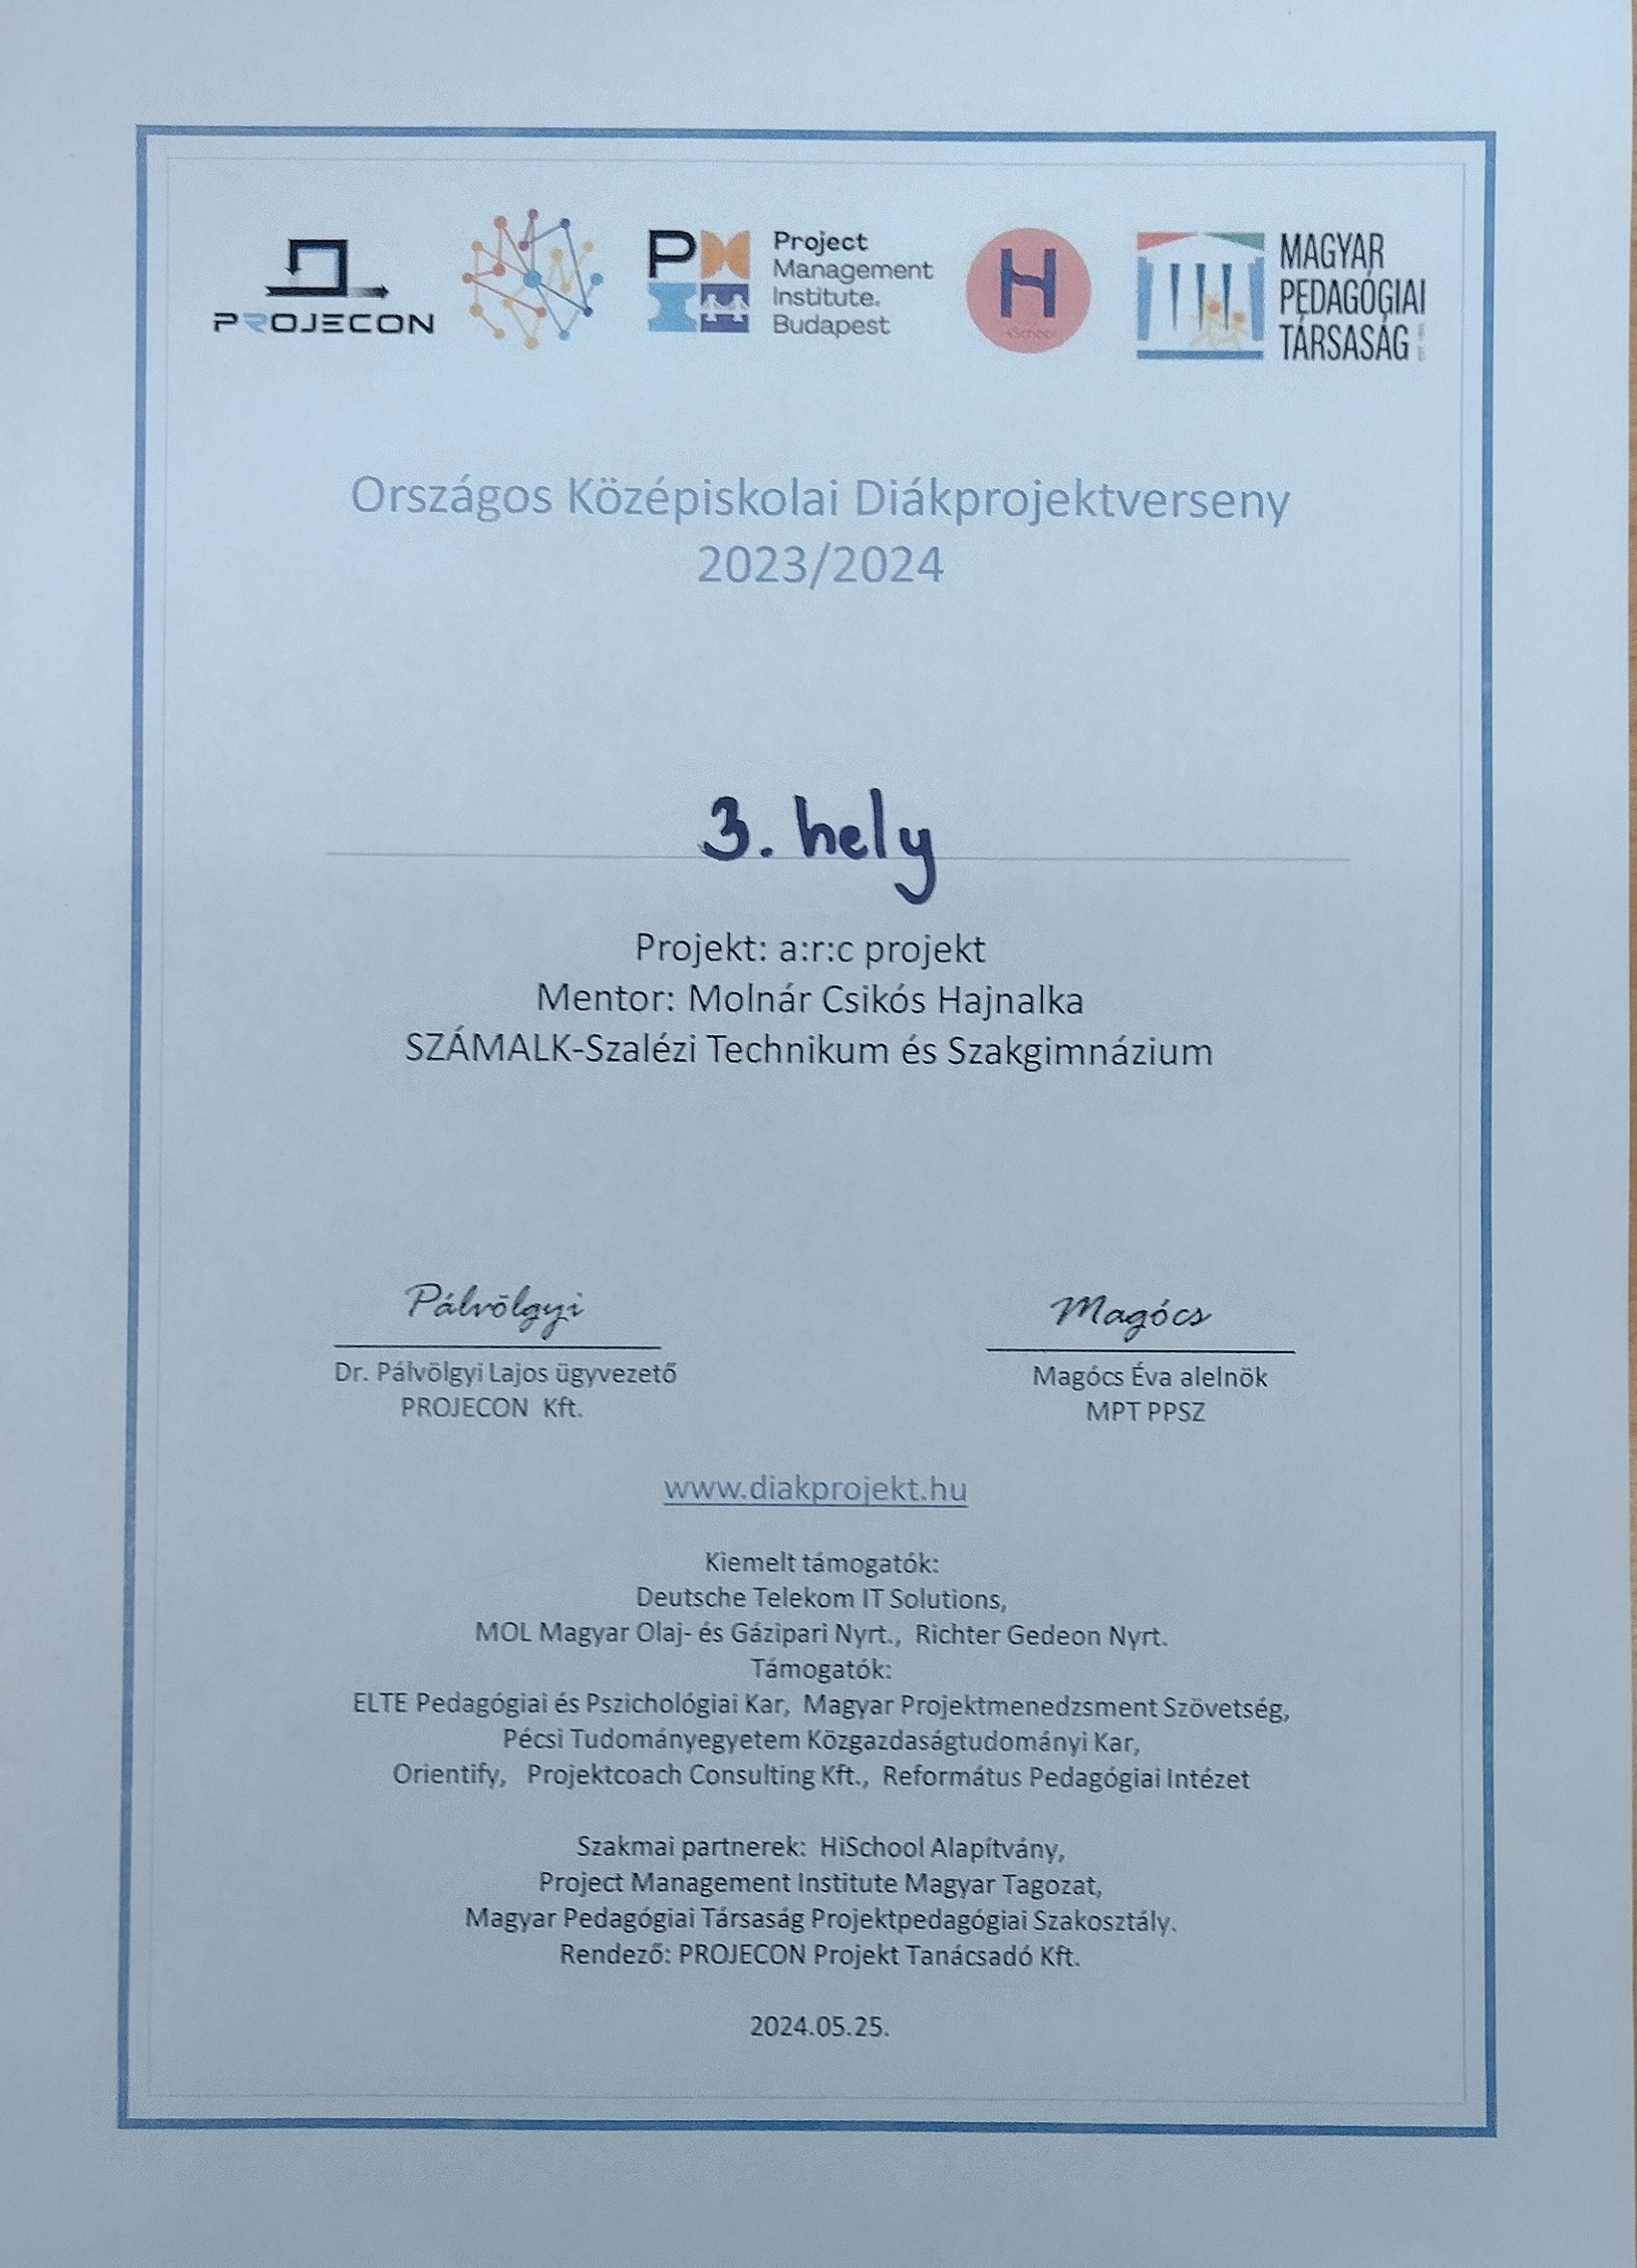 PROJECON
PM
Project
Management
Institute.
Budapest
H
HiSchool
MAGYAR
PEDAGÓGIAI
TÁRSASÁG
Országos Középiskolai Diákprojektverseny
2023/2024
3. hely
Projekt: a:r:c projekt
Mentor: Molnár Csikós Hajnalka
SZÁMALK-Szalézi Technikum és Szakgimnázium
Pálvölgyi
Dr. Pálvölgyi Lajos ügyvezető
PROJECON Kft.
Magócs
Magócs Éva alelnök
MPT PPSZ
www.diakprojekt.hu
Kiemelt támogatók:
Deutsche Telekom IT Solutions,
MOL Magyar Olaj- és Gázipari Nyrt., Richter Gedeon Nyrt.
Támogatók:
ELTE Pedagógiai és Pszichológiai Kar, Magyar Projektmenedzsment Szövetség,
Pécsi Tudományegyetem Közgazdaságtudományi Kar,
Orientify, Projektcoach Consulting Kft., Református Pedagógiai Intézet
Szakmai partnerek: HiSchool Alapítvány,
Project Management Institute Magyar Tagozat,
Magyar Pedagógiai Társaság Projektpedagógiai Szakosztály.
Rendező: PROJECON Projekt Tanácsadó Kft.
2024.05.25.